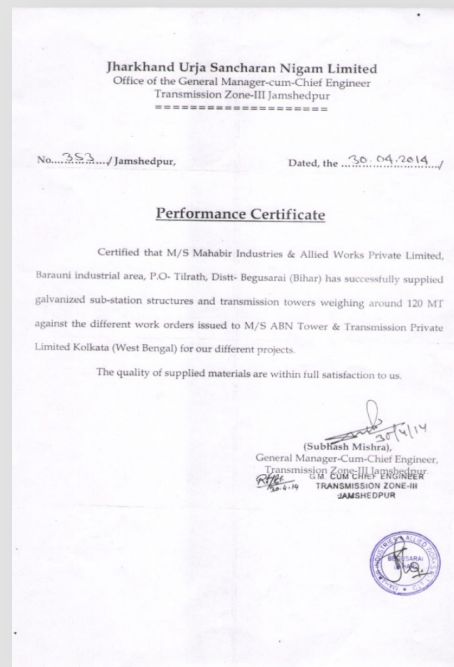 Jharkhand Urja Sancharan Nigam Limited
Office of the General Manager-cum-Chief Engineer
Transmission Zone-III Jamshedpur
====================
No....353..../Jamshedpur, Dated, the ...30.04.2014.../
Performance Certificate
Certified that M/S Mahabir Industries & Allied Works Private Limited,
Barauni industrial area, P.O- Tilrath, Distt- Begusarai (Bihar) has successfully supplied
galvanized sub-station structures and transmission towers weighing around 120 MT
against the different work orders issued to M/S ABN Tower & Transmission Private
Limited Kolkata (West Bengal) for our different projects.
The quality of supplied materials are within full satisfaction to us.
30/4/14
(Subhash Mishra),
General Manager-Cum-Chief Engineer,
Transmission Zone-III Jamshedpur
G.M. CUM CHIEF ENGINEER
30.4.14
TRANSMISSION ZONE-III
JAMSHEDPUR